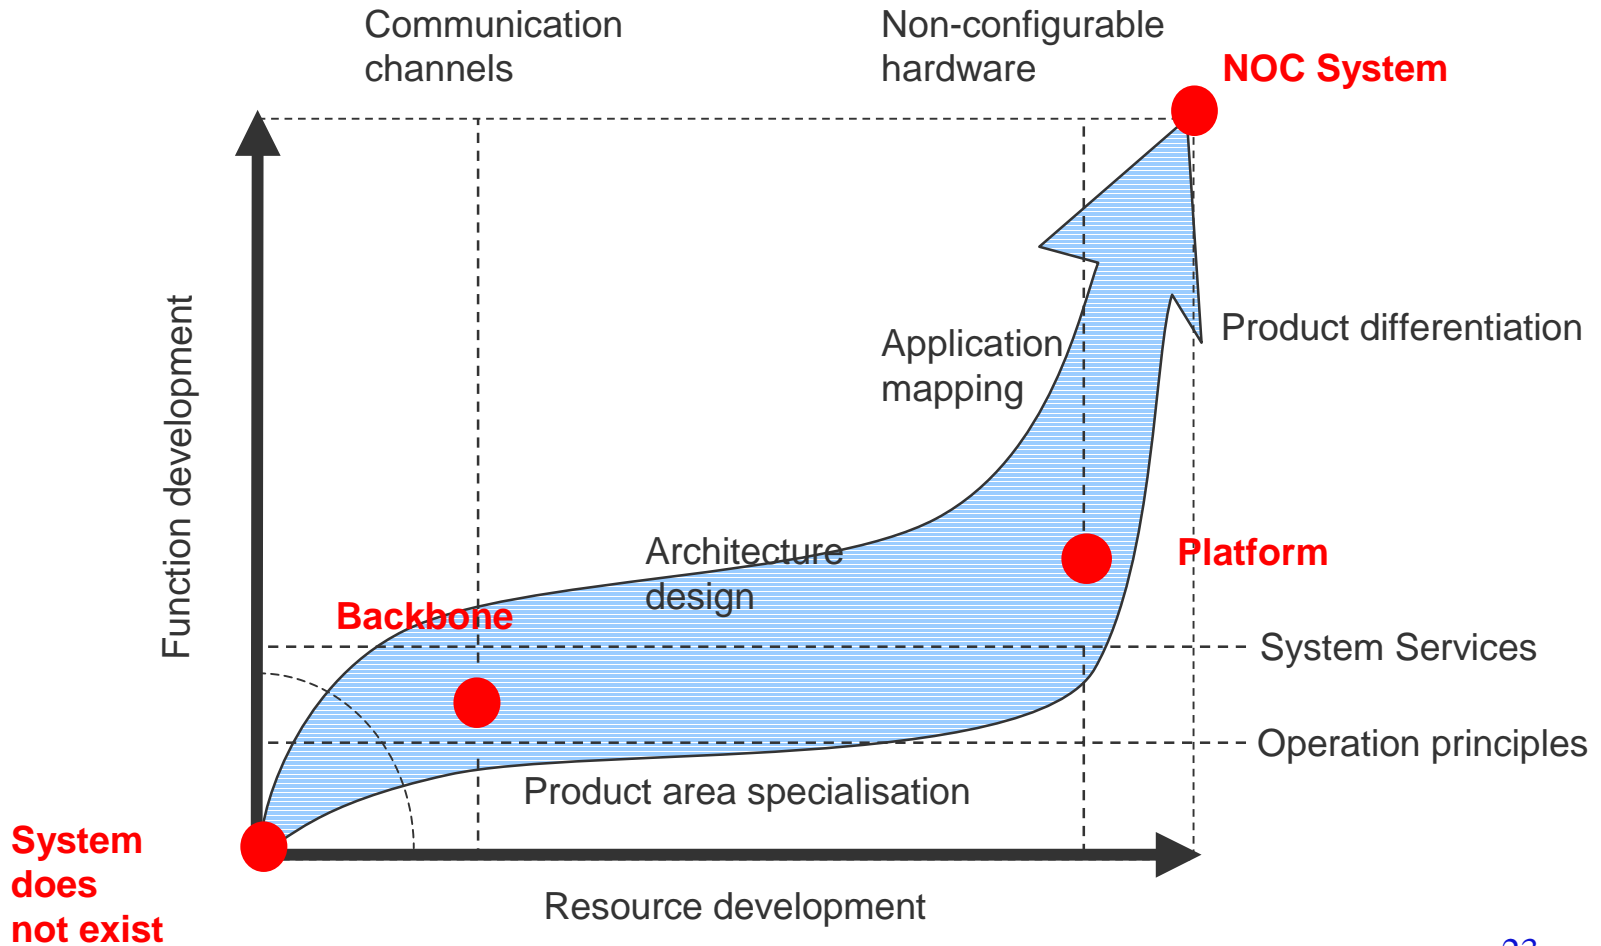 Communication
channels
Non-configurable
hardware
NOC System
Function development
Application
mapping
Product differentiation
Architecture
design
Platform
Backbone
System Services
Operation principles
Product area specialisation
System
does
not exist
Resource development
23